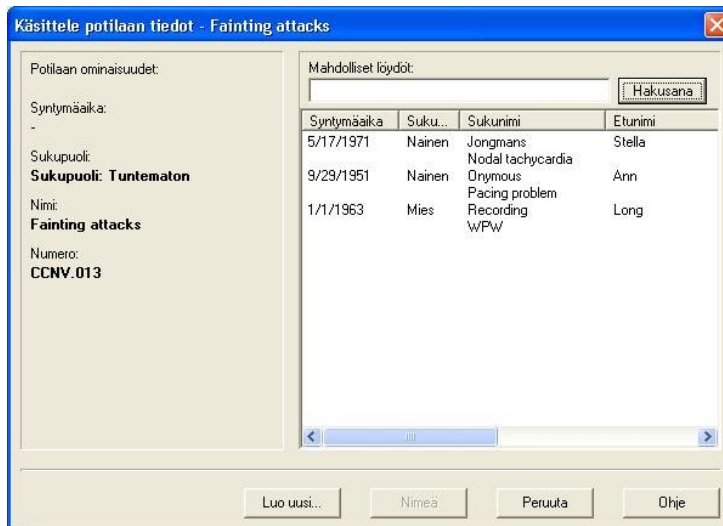 Käsittele potilaan tiedot - Fainting attacks
Potilaan ominaisuudet:
Syntymäaika:
-
Sukupuoli:
Sukupuoli: Tuntematon
Nimi:
Fainting attacks
Numero:
CCNV.013
Mahdolliset löydöt:
Hakusana
Syntymäaika Suku... Sukunimi Etunimi
5/17/1971 Nainen Jongmans Stella
Nodal tachycardia
9/29/1951 Nainen Onymous Ann
Pacing problem
1/1/1963 Mies Recording Long
WPW
Luo uusi... Nimeä Peruuta Ohje